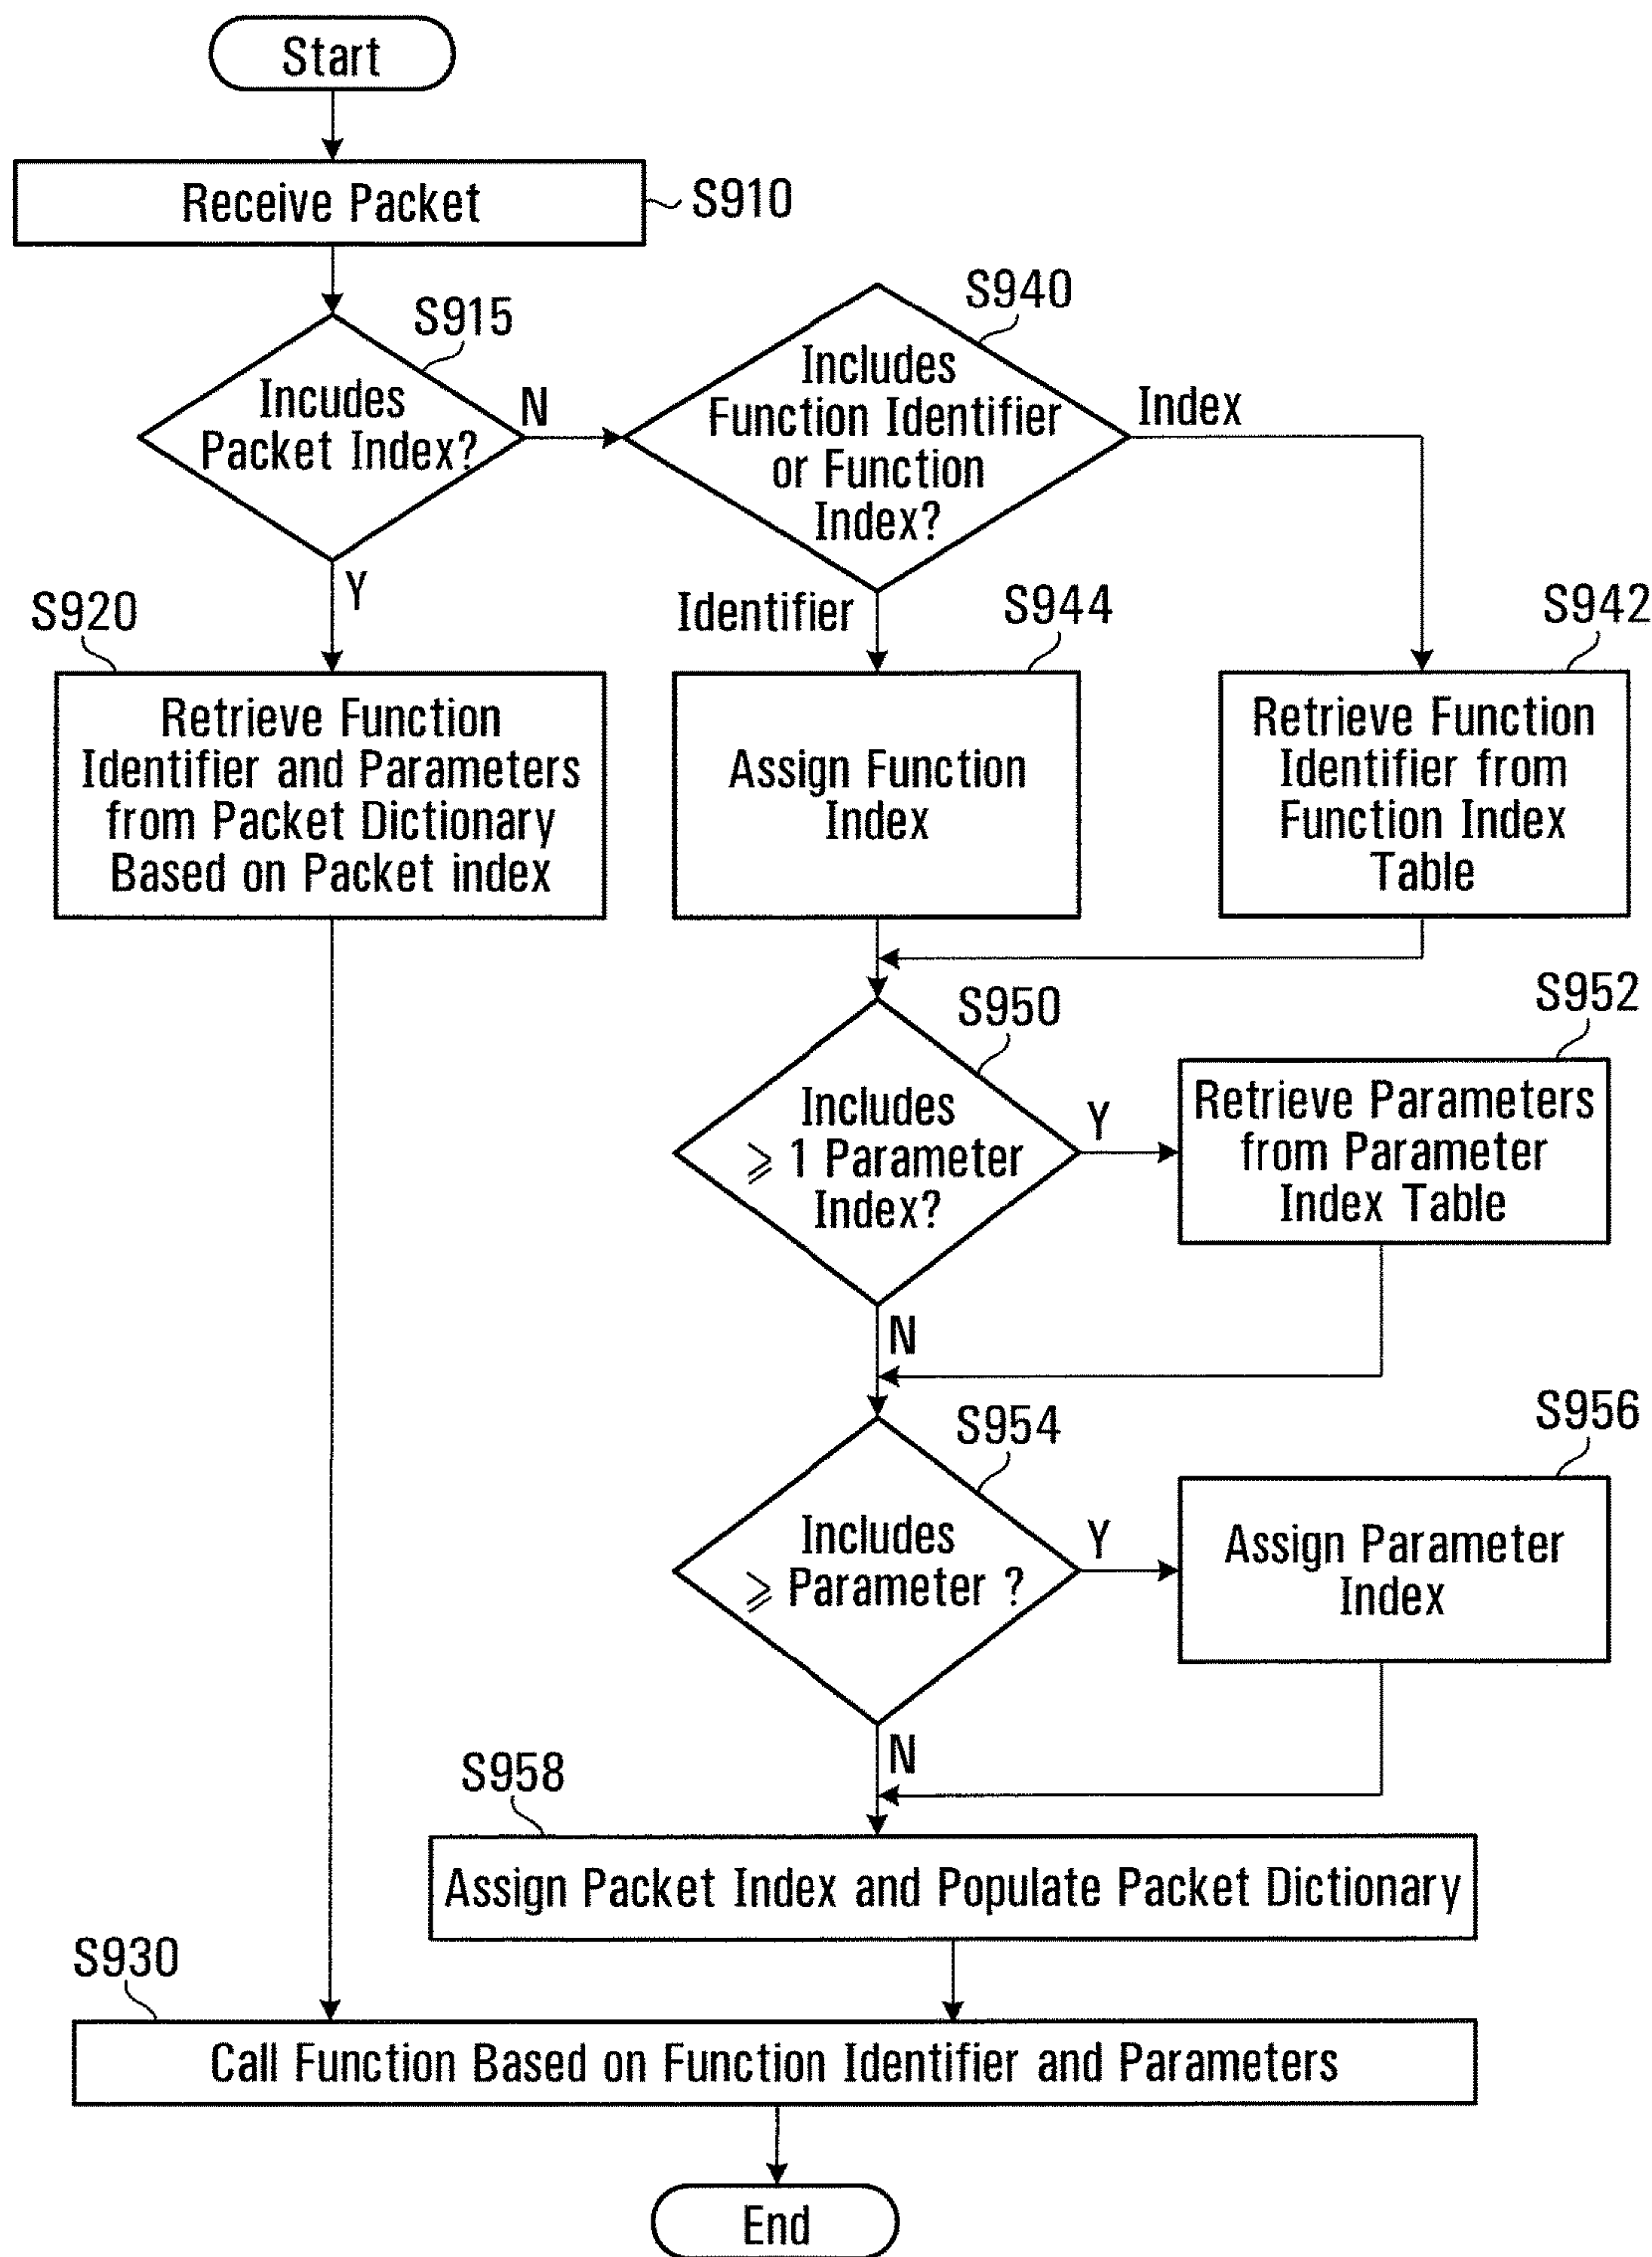 Start
Receive Packet
S910
S915
Incudes
Packet Index?
N
Y
S940
Includes
Function Identifier
or Function
Index?
Index
Identifier
S920
Retrieve Function
Identifier and Parameters
from Packet Dictionary
Based on Packet index
S944
Assign Function
Index
S942
Retrieve Function
Identifier from
Function Index
Table
S950
Includes
⩾ 1 Parameter
Index?
Y
N
S952
Retrieve Parameters
from Parameter
Index Table
S954
Includes
⩾ Parameter ?
Y
N
S956
Assign Parameter
Index
S958
Assign Packet Index and Populate Packet Dictionary
S930
Call Function Based on Function Identifier and Parameters
End